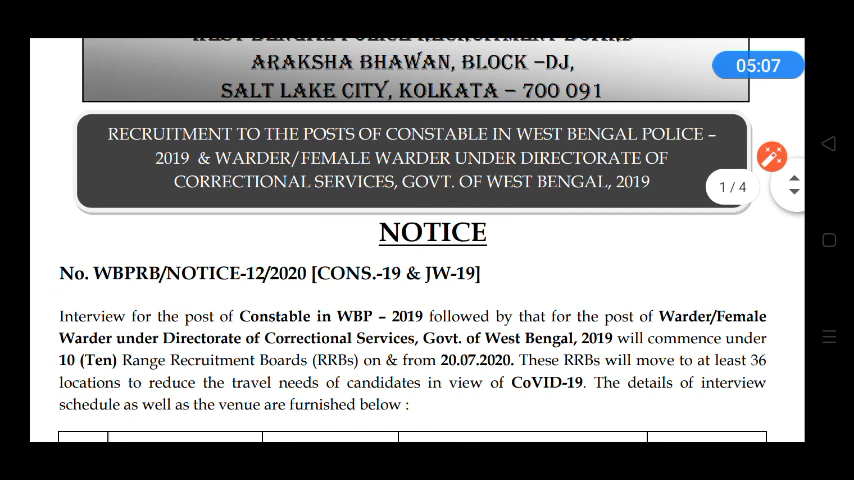 WEST BENGAL POLICE RECRUITMENT BOARD
ARAKSHA BHAWAN, BLOCK –DJ,
SALT LAKE CITY, KOLKATA – 700 091
05:07
RECRUITMENT TO THE POSTS OF CONSTABLE IN WEST BENGAL POLICE –
2019 & WARDER/FEMALE WARDER UNDER DIRECTORATE OF
CORRECTIONAL SERVICES, GOVT. OF WEST BENGAL, 2019
1 / 4
NOTICE
No. WBPRB/NOTICE-12/2020 [CONS.-19 & JW-19]
Interview for the post of Constable in WBP – 2019 followed by that for the post of Warder/Female
Warder under Directorate of Correctional Services, Govt. of West Bengal, 2019 will commence under
10 (Ten) Range Recruitment Boards (RRBs) on & from 20.07.2020. These RRBs will move to at least 36
locations to reduce the travel needs of candidates in view of CoVID-19. The details of interview
schedule as well as the venue are furnished below :